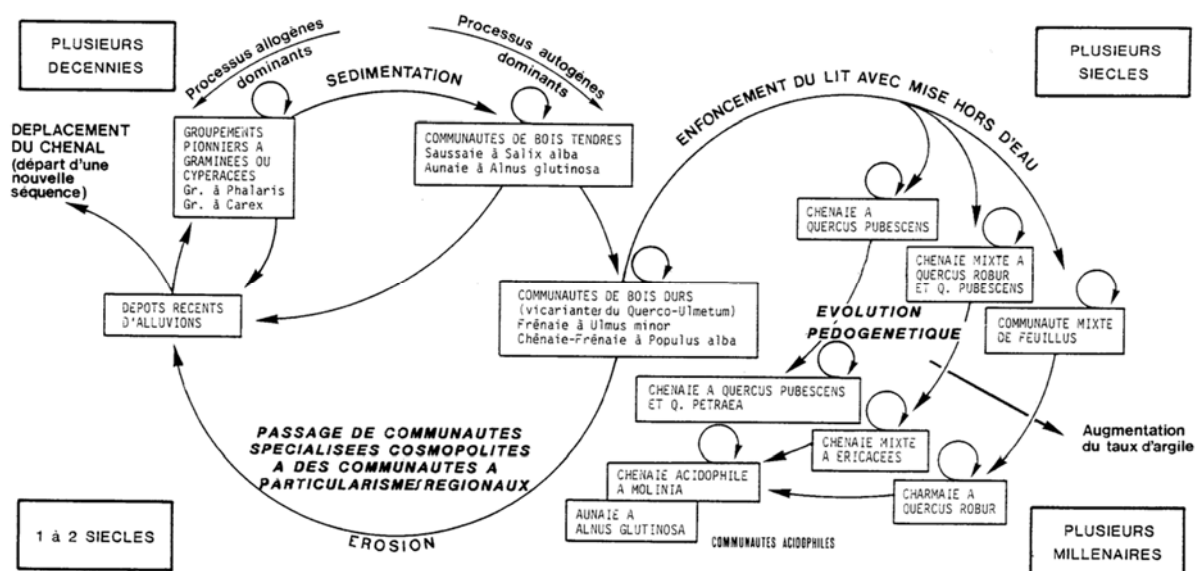 PLUSIEURS
DECENNIES
Processus allogènes
dominants
SEDIMENTATION
Processus autogènes
dominants
PLUSIEURS
SIECLES
ENFONCEMENT DU LIT AVEC MISE HORS D'EAU
DEPLACEMENT
DU CHENAL
(départ d'une
nouvelle
séquence)
GROUPEMENTS
PIONNIERS A
GRAMINEES OU
CYPERACEES
Gr. à Phalaris
Gr. à Carex
COMMUNAUTES DE BOIS TENDRES
Saussaie à Salix alba
Aunaie à Alnus glutinosa
CHENAIE A
QUERCUS PUBESCENS
CHENAIE MIXTE A
QUERCUS ROBUR
ET Q. PUBESCENS
DEPOTS RECENTS
D'ALLUVIONS
COMMUNAUTES DE BOIS DURS
(vicariantes du Querco-Ulmetum)
Frênaie à Ulmus minor
Chênaie-Frênaie à Populus alba
EVOLUTION
PEDOGENETIQUE
COMMUNAUTE MIXTE
DE FEUILLUS
CHENAIE A QUERCUS PUBESCENS
ET Q. PETRAEA
PASSAGE DE COMMUNAUTES
SPECIALISEES COSMOPOLITES
A DES COMMUNAUTES A
PARTICULARISMES REGIONAUX
CHENAIE MIXTE
A ERICACEES
Augmentation
du taux d'argile
CHENAIE ACIDOPHILE
A MOLINIA
CHARMAIE A
QUERCUS ROBUR
AUNAIE A
ALNUS GLUTINOSA
1 à 2 SIECLES
EROSION
COMMUNAUTES ACIDOPHILES
PLUSIEURS
MILLENAIRES